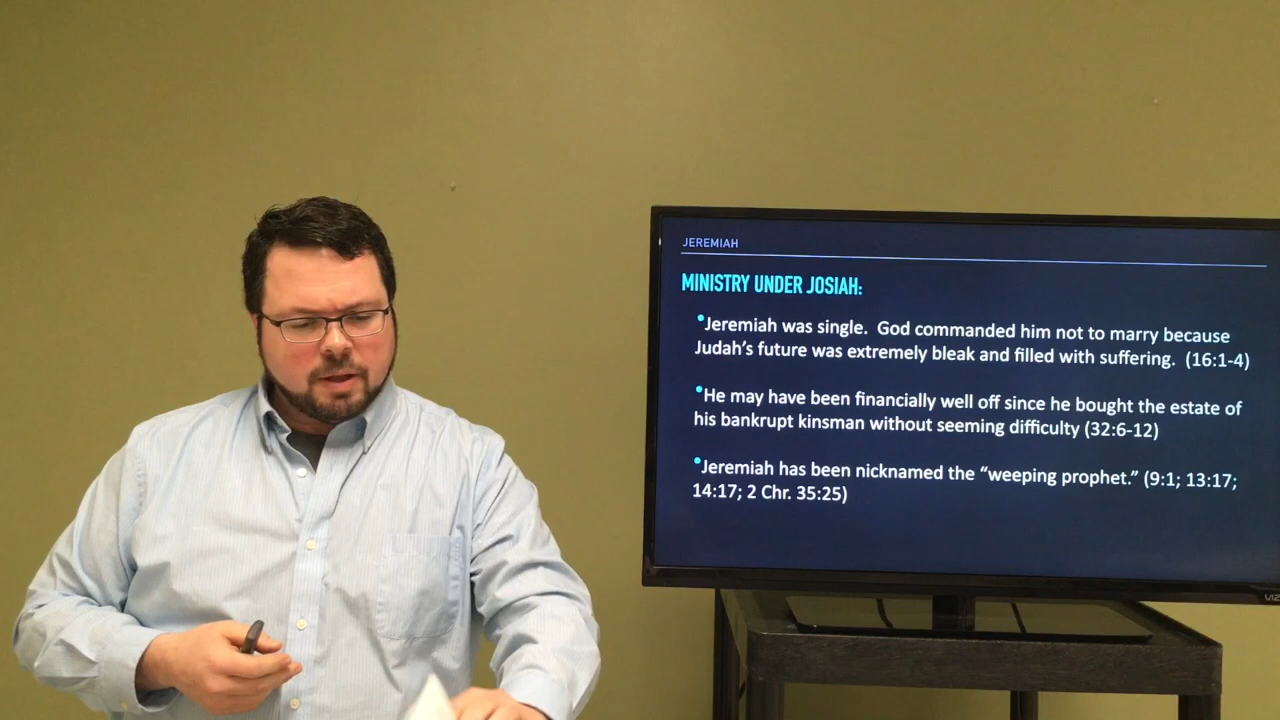 JEREMIAH
MINISTRY UNDER JOSIAH:
•Jeremiah was single.  God commanded him not to marry because
Judah's future was extremely bleak and filled with suffering.  (16:1-4)
•He may have been financially well off since he bought the estate of
his bankrupt kinsman without seeming difficulty (32:6-12)
•Jeremiah has been nicknamed the “weeping prophet.” (9:1; 13:17;
14:17; 2 Chr. 35:25)
VIZ